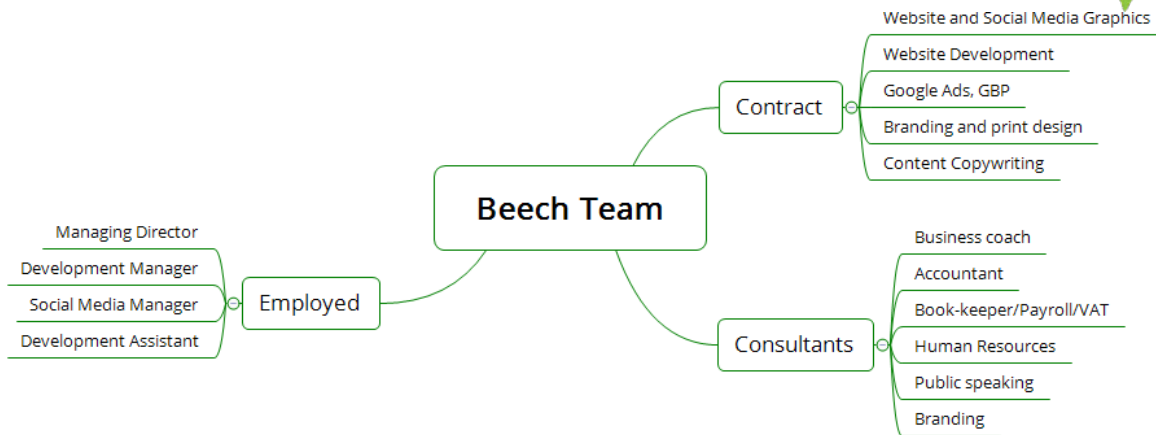 Beech Team
Contract
Website and Social Media Graphics
Website Development
Google Ads, GBP
Branding and print design
Content Copywriting
Consultants
Business coach
Accountant
Book-keeper/Payroll/VAT
Human Resources
Public speaking
Branding
Employed
Managing Director
Development Manager
Social Media Manager
Development Assistant